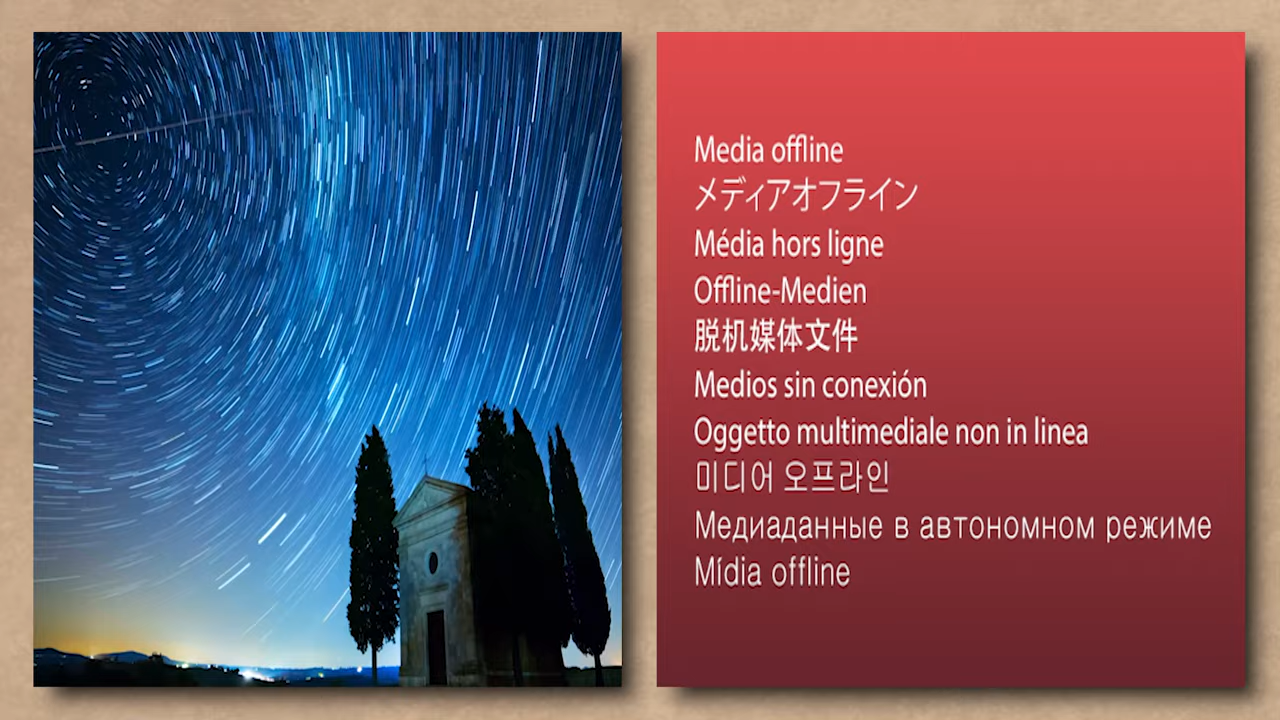 Media offline
メディアオフライン
Média hors ligne
Offline-Medien
脱机媒体文件
Medios sin conexión
Oggetto multimediale non in linea
미디어 오프라인
Медиаданные в автономном режиме
Mídia offline